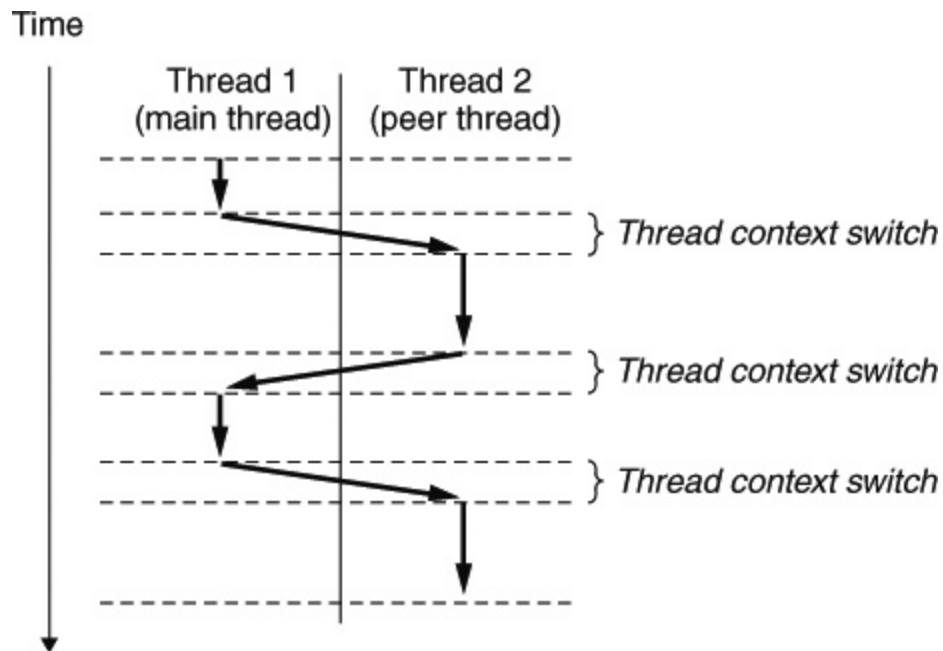 Time
Thread 1
(main thread)
Thread 2
(peer thread)
Thread context switch
Thread context switch
Thread context switch